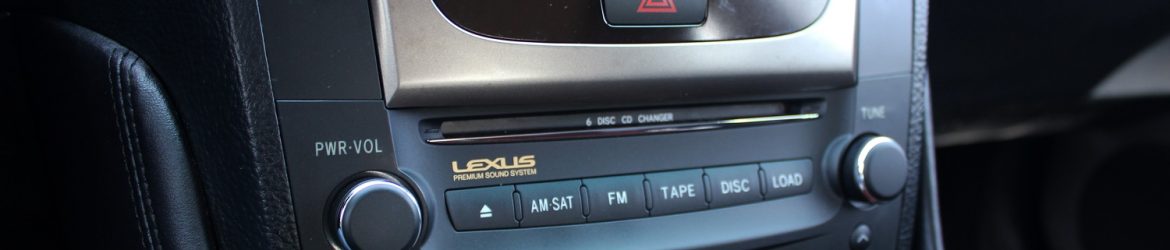 6 DISC CD CHANGER
TUNE
PWR·VOL
LEXUS
PREMIUM SOUND SYSTEM
AM·SAT FM TAPE DISC LOAD